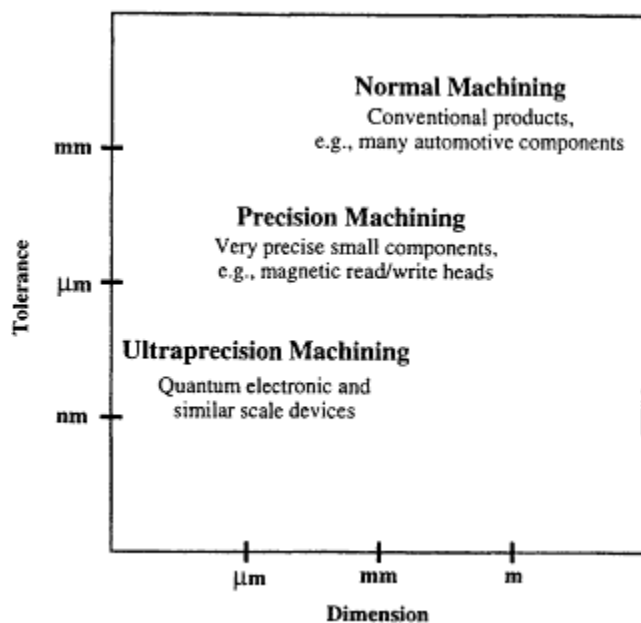 Normal Machining
Conventional products,
e.g., many automotive components
mm
Precision Machining
Very precise small components,
e.g., magnetic read/write heads
μm
Tolerance
Ultraprecision Machining
Quantum electronic and
similar scale devices
nm
μm
mm
m
Dimension